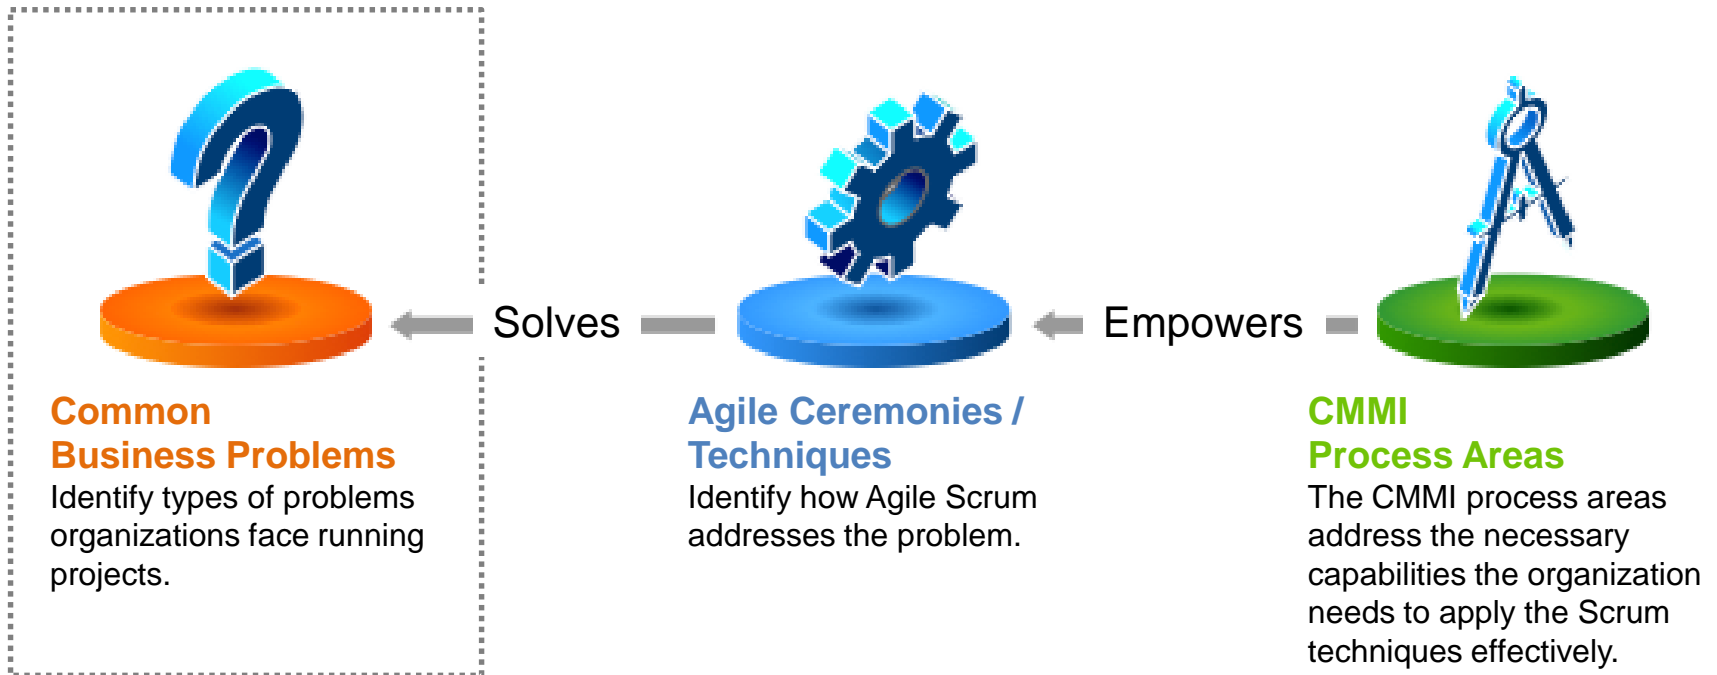 Common
Business Problems
Identify types of problems
organizations face running
projects.
Solves
Agile Ceremonies /
Techniques
Identify how Agile Scrum
addresses the problem.
Empowers
CMMI
Process Areas
The CMMI process areas
address the necessary
capabilities the organization
needs to apply the Scrum
techniques effectively.